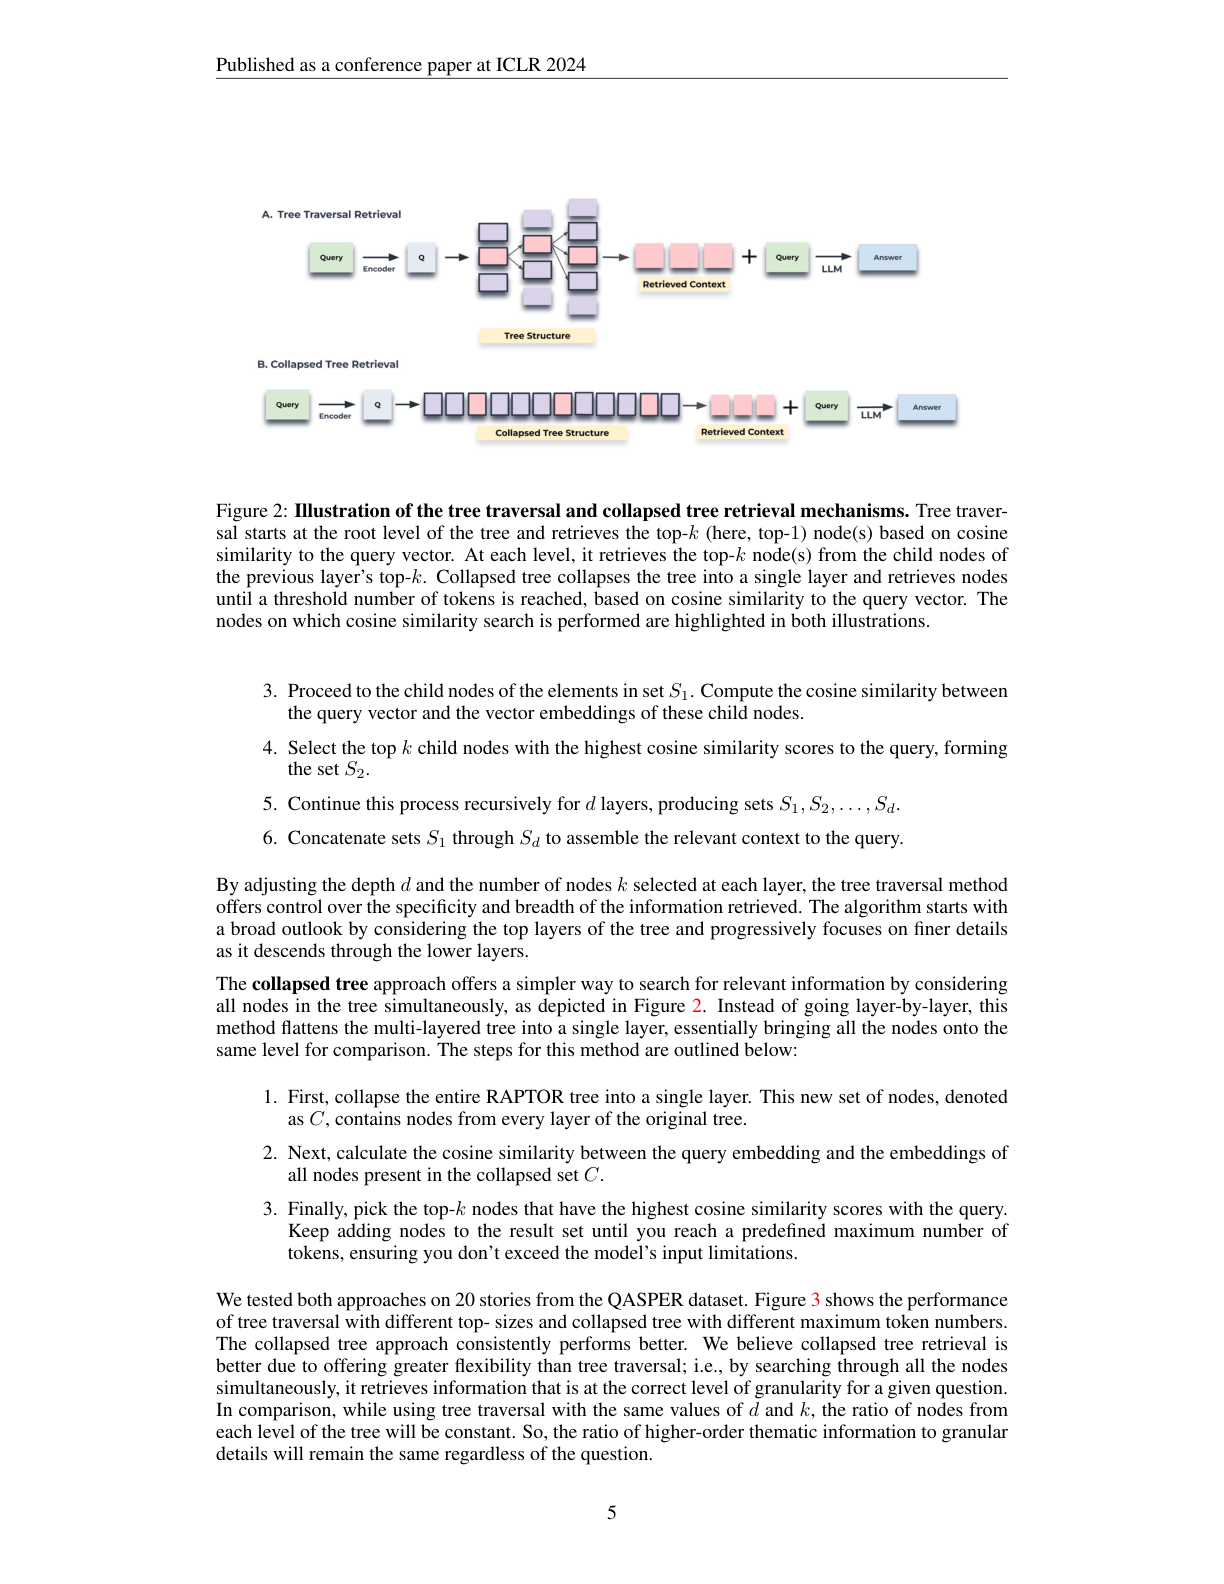 Published as a conference paper at ICLR 2024
A. Tree Traversal Retrieval
Query
Encoder
Q
Retrieved Context
+
Query
LLM
Answer
Tree Structure
B. Collapsed Tree Retrieval
Query
Encoder
Q
Collapsed Tree Structure
Retrieved Context
+
Query
LLM
Answer
Figure 2: Illustration of the tree traversal and collapsed tree retrieval mechanisms. Tree traver-
sal starts at the root level of the tree and retrieves the top-k (here, top-1) node(s) based on cosine
similarity to the query vector. At each level, it retrieves the top-k node(s) from the child nodes of
the previous layer's top-k. Collapsed tree collapses the tree into a single layer and retrieves nodes
until a threshold number of tokens is reached, based on cosine similarity to the query vector. The
nodes on which cosine similarity search is performed are highlighted in both illustrations.
3. Proceed to the child nodes of the elements in set S₁. Compute the cosine similarity between
the query vector and the vector embeddings of these child nodes.
4. Select the top k child nodes with the highest cosine similarity scores to the query, forming
the set S₂.
5. Continue this process recursively for d layers, producing sets S₁, S₂, . . . , S_d.
6. Concatenate sets S₁ through S_d to assemble the relevant context to the query.
By adjusting the depth d and the number of nodes k selected at each layer, the tree traversal method
offers control over the specificity and breadth of the information retrieved. The algorithm starts with
a broad outlook by considering the top layers of the tree and progressively focuses on finer details
as it descends through the lower layers.
The collapsed tree approach offers a simpler way to search for relevant information by considering
all nodes in the tree simultaneously, as depicted in Figure 2. Instead of going layer-by-layer, this
method flattens the multi-layered tree into a single layer, essentially bringing all the nodes onto the
same level for comparison. The steps for this method are outlined below:
1. First, collapse the entire RAPTOR tree into a single layer. This new set of nodes, denoted
as C, contains nodes from every layer of the original tree.
2. Next, calculate the cosine similarity between the query embedding and the embeddings of
all nodes present in the collapsed set C.
3. Finally, pick the top-k nodes that have the highest cosine similarity scores with the query.
Keep adding nodes to the result set until you reach a predefined maximum number of
tokens, ensuring you don't exceed the model's input limitations.
We tested both approaches on 20 stories from the QASPER dataset. Figure 3 shows the performance
of tree traversal with different top- sizes and collapsed tree with different maximum token numbers.
The collapsed tree approach consistently performs better. We believe collapsed tree retrieval is
better due to offering greater flexibility than tree traversal; i.e., by searching through all the nodes
simultaneously, it retrieves information that is at the correct level of granularity for a given question.
In comparison, while using tree traversal with the same values of d and k, the ratio of nodes from
each level of the tree will be constant. So, the ratio of higher-order thematic information to granular
details will remain the same regardless of the question.
5